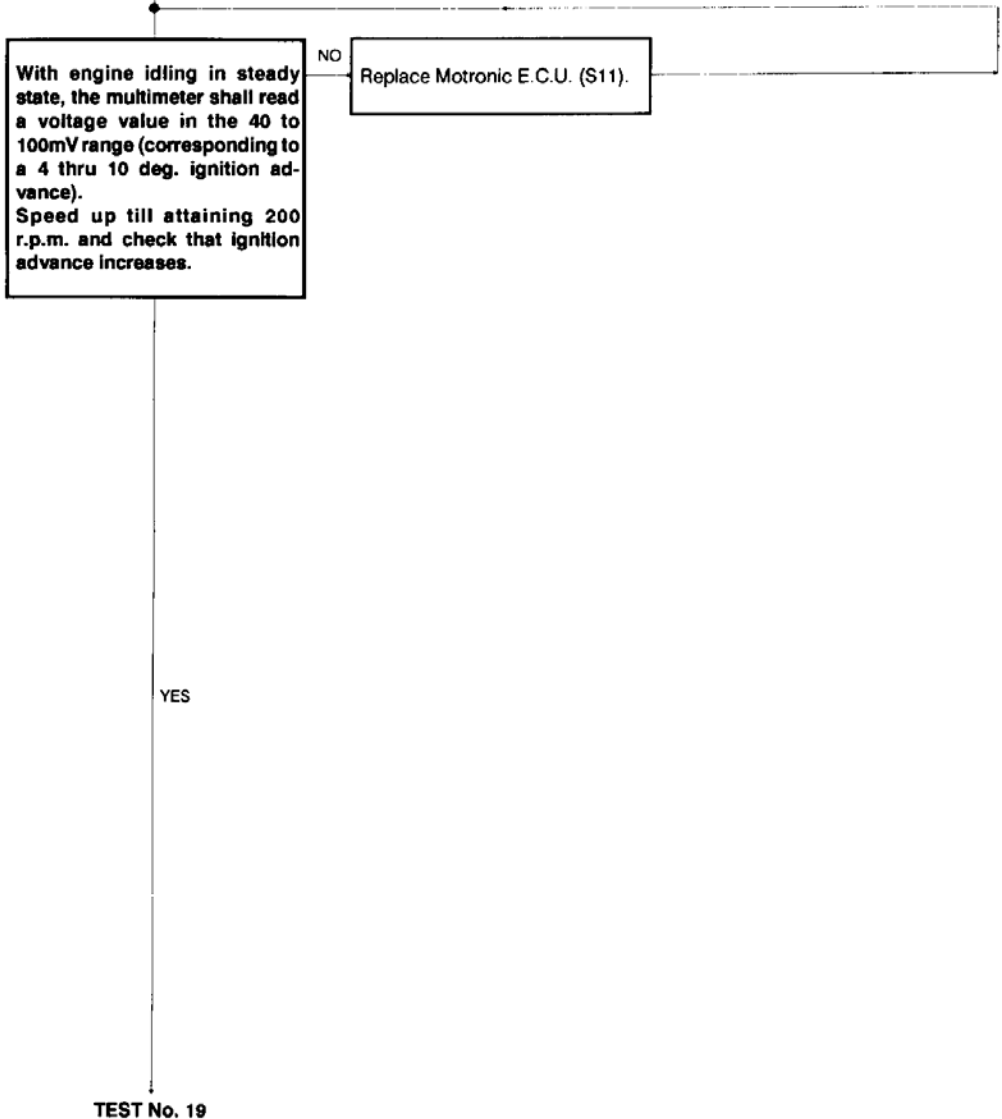 With engine idling in steady
state, the multimeter shall read
a voltage value in the 40 to
100mV range (corresponding to
a 4 thru 10 deg. ignition ad-
vance).
Speed up till attaining 200
r.p.m. and check that ignition
advance increases.
NO
Replace Motronic E.C.U. (S11).
YES
TEST No. 19